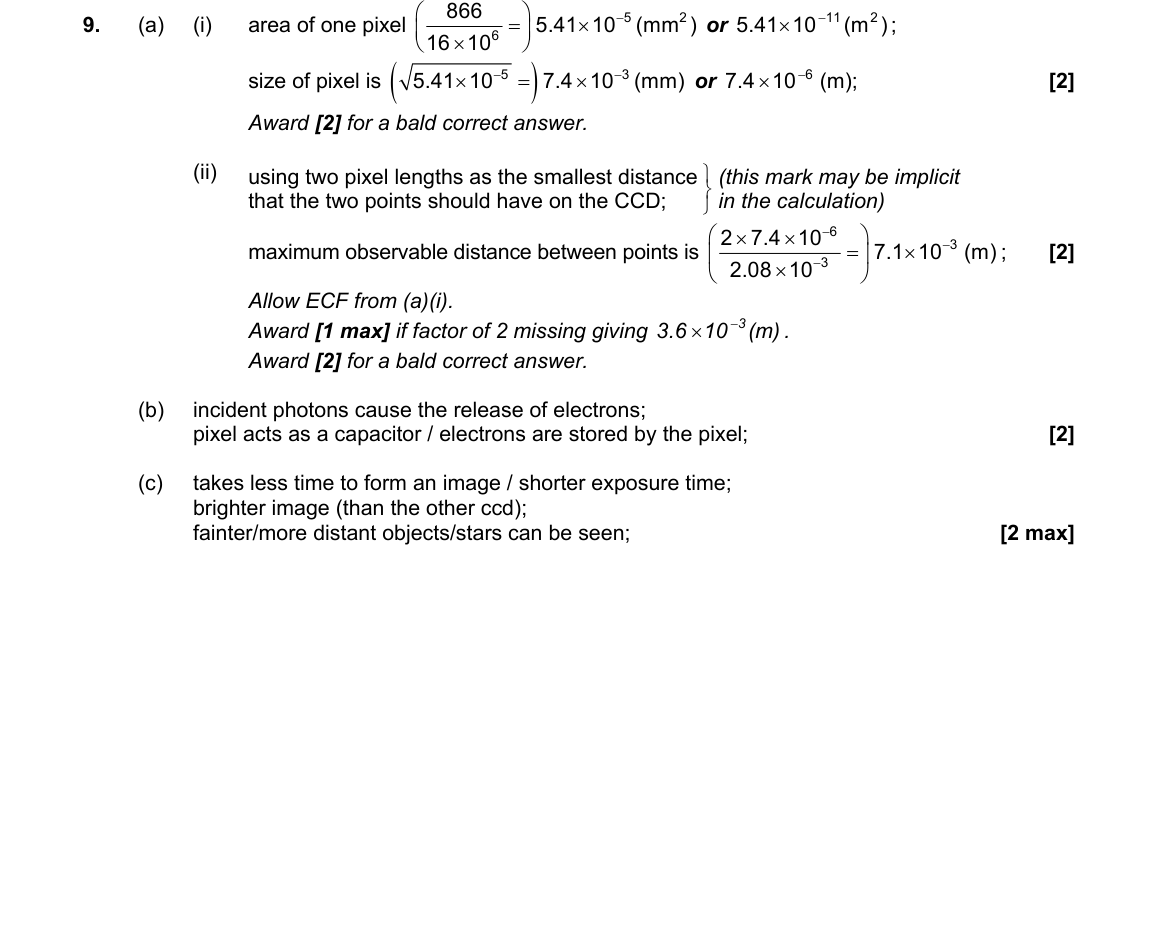 9. (a) (i) area of one pixel (866 / 16×10⁶ =) 5.41×10⁻⁵ (mm²) or 5.41×10⁻¹¹ (m²);
size of pixel is (√5.41×10⁻⁵ =) 7.4×10⁻³ (mm) or 7.4×10⁻⁶ (m); [2]
Award [2] for a bald correct answer.
(ii) using two pixel lengths as the smallest distance } (this mark may be implicit
that the two points should have on the CCD; in the calculation)
maximum observable distance between points is (2×7.4×10⁻⁶ / 2.08×10⁻³ =) 7.1×10⁻³ (m); [2]
Allow ECF from (a)(i).
Award [1 max] if factor of 2 missing giving 3.6×10⁻³ (m).
Award [2] for a bald correct answer.
(b) incident photons cause the release of electrons;
pixel acts as a capacitor / electrons are stored by the pixel; [2]
(c) takes less time to form an image / shorter exposure time;
brighter image (than the other ccd);
fainter/more distant objects/stars can be seen; [2 max]